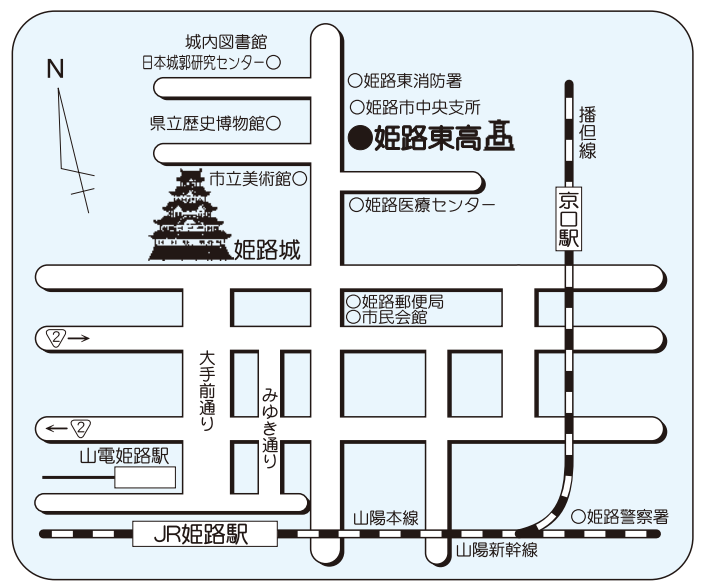 城内図書館
日本城郭研究センター○
N
○姫路東消防署
○姫路市中央支所
県立歴史博物館○
●姫路東高
播但線
市立美術館○
○姫路医療センター
京口駅
姫路城
○姫路郵便局
○市民会館
2→
大手前通り
みゆき通り
←2
山電姫路駅
山陽本線
○姫路警察署
JR姫路駅
山陽新幹線